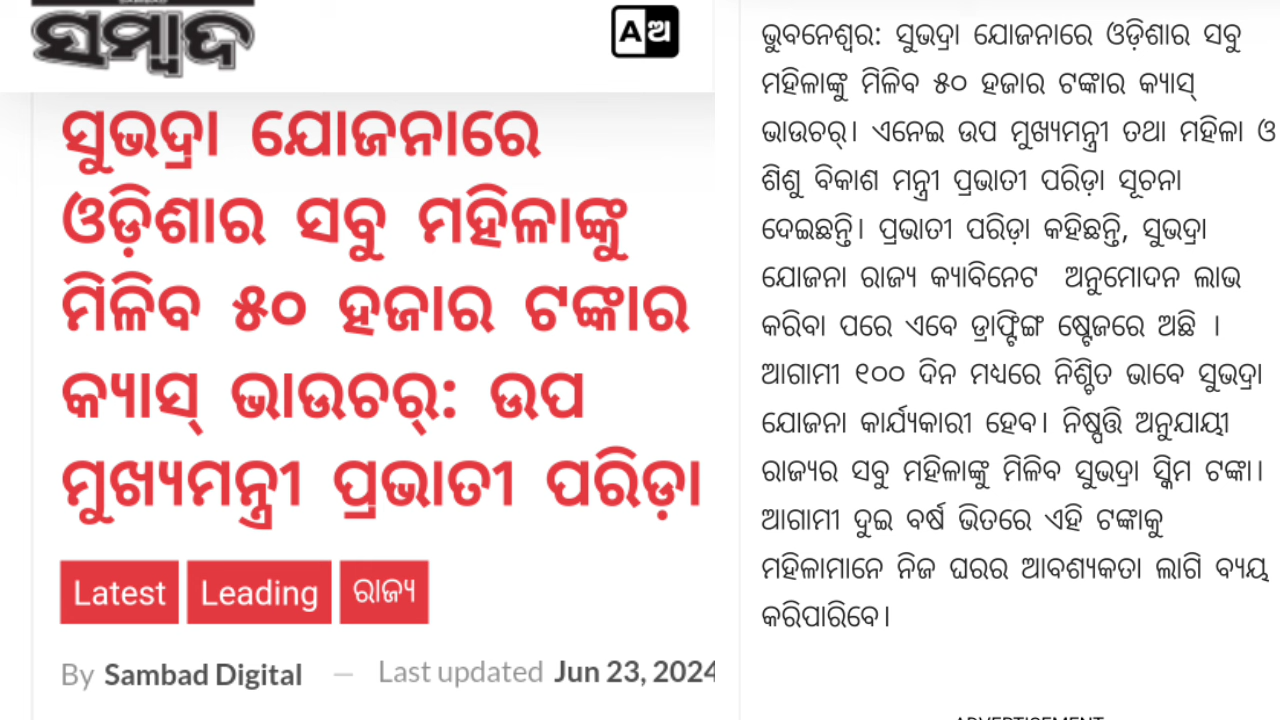 ସମ୍ବାଦ
A ଅ
ସୁଭଦ୍ରା ଯୋଜନାରେ
ଓଡ଼ିଶାର ସବୁ ମହିଳାଙ୍କୁ
ମିଳିବ ୫୦ ହଜାର ଟଙ୍କାର
କ୍ୟାସ୍ ଭାଉଚର୍: ଉପ
ମୁଖ୍ୟମନ୍ତ୍ରୀ ପ୍ରଭାତୀ ପରିଡ଼ା
Latest Leading ରାଜ୍ୟ
By Sambad Digital — Last updated Jun 23, 2024
ଭୁବନେଶ୍ୱର: ସୁଭଦ୍ରା ଯୋଜନାରେ ଓଡ଼ିଶାର ସବୁ
ମହିଳାଙ୍କୁ ମିଳିବ ୫୦ ହଜାର ଟଙ୍କାର କ୍ୟାସ୍
ଭାଉଚର୍। ଏନେଇ ଉପ ମୁଖ୍ୟମନ୍ତ୍ରୀ ତଥା ମହିଳା ଓ
ଶିଶୁ ବିକାଶ ମନ୍ତ୍ରୀ ପ୍ରଭାତୀ ପରିଡ଼ା ସୂଚନା
ଦେଇଛନ୍ତି। ପ୍ରଭାତୀ ପରିଡ଼ା କହିଛନ୍ତି, ସୁଭଦ୍ରା
ଯୋଜନା ରାଜ୍ୟ କ୍ୟାବିନେଟ ଅନୁମୋଦନ ଲାଭ
କରିବା ପରେ ଏବେ ଡ୍ରାଫ୍ଟିଙ୍ଗ ଷ୍ଟେଜରେ ଅଛି ।
ଆଗାମୀ ୧୦୦ ଦିନ ମଧ୍ୟରେ ନିଶ୍ଚିତ ଭାବେ ସୁଭଦ୍ରା
ଯୋଜନା କାର୍ଯ୍ୟକାରୀ ହେବ। ନିଷ୍ପତ୍ତି ଅନୁଯାୟୀ
ରାଜ୍ୟର ସବୁ ମହିଳାଙ୍କୁ ମିଳିବ ସୁଭଦ୍ରା ସ୍କିମ ଟଙ୍କା।
ଆଗାମୀ ଦୁଇ ବର୍ଷ ଭିତରେ ଏହି ଟଙ୍କାକୁ
ମହିଳାମାନେ ନିଜ ଘରର ଆବଶ୍ୟକତା ଲାଗି ବ୍ୟୟ
କରିପାରିବେ।
ADVERTISEMENT